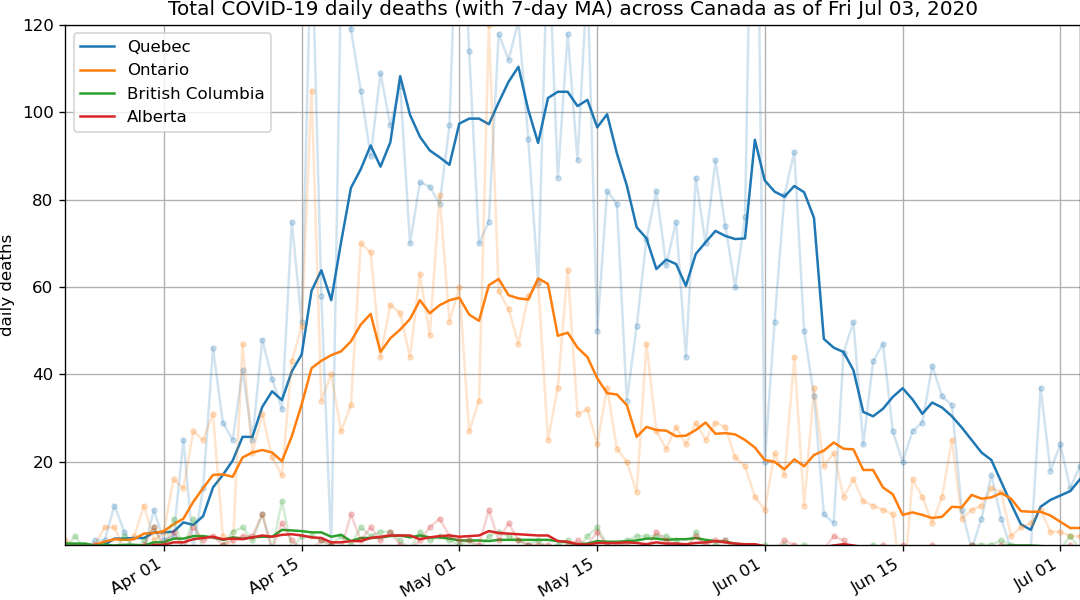 Total COVID-19 daily deaths (with 7-day MA) across Canada as of Fri Jul 03, 2020
120
100
80
60
40
20
daily deaths
Quebec
Ontario
British Columbia
Alberta
Apr 01
Apr 15
May 01
May 15
Jun 01
Jun 15
Jul 01